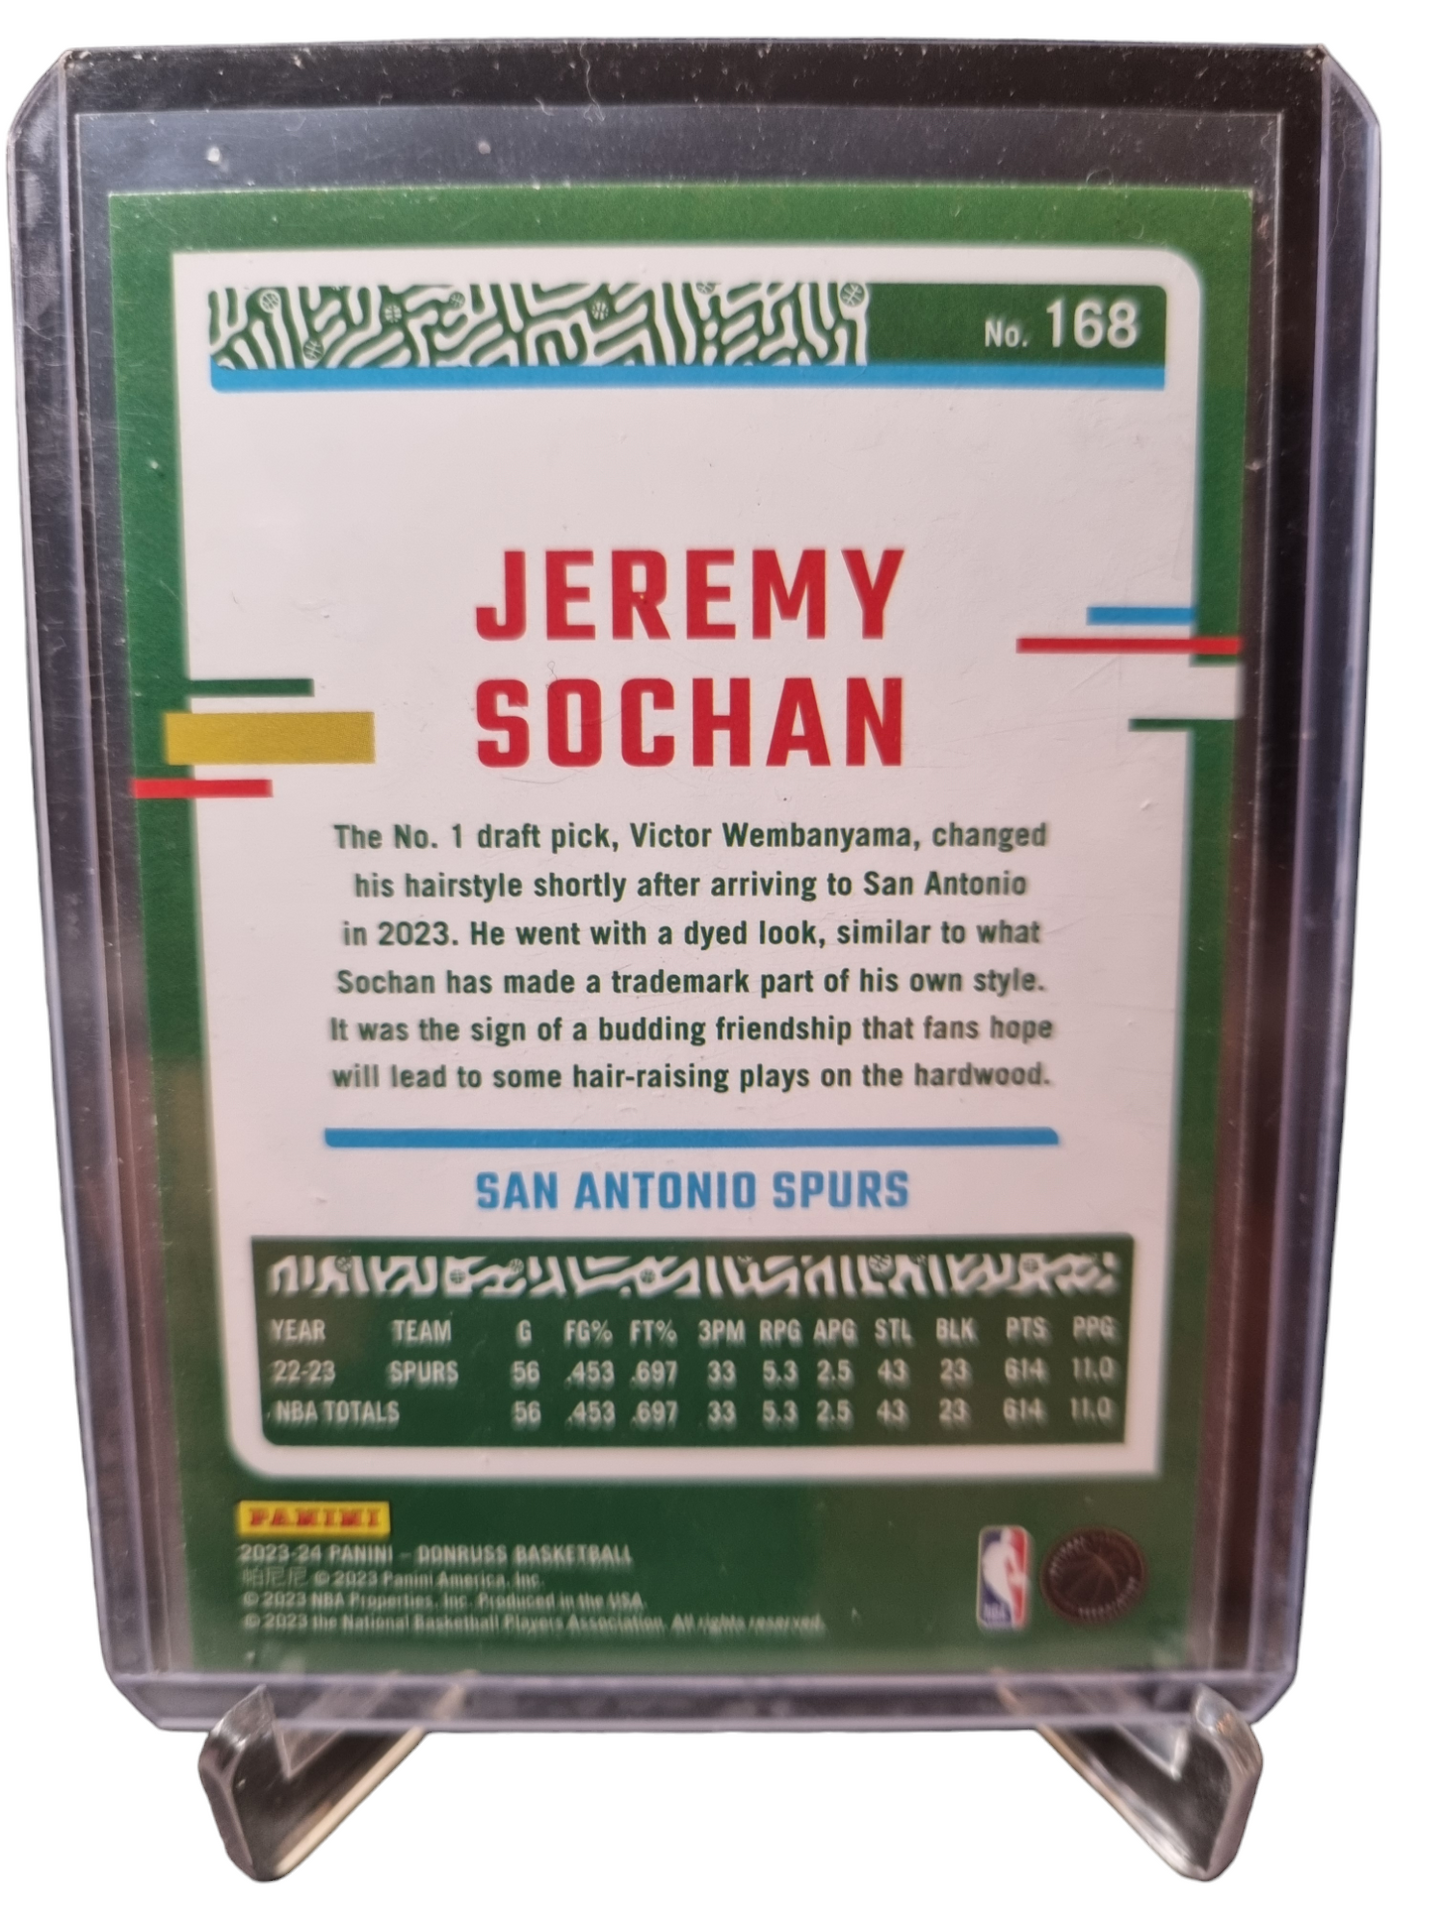 No. 168
JEREMY
SOCHAN
The No. 1 draft pick, Victor Wembanyama, changed
his hairstyle shortly after arriving to San Antonio
in 2023. He went with a dyed look, similar to what
Sochan has made a trademark part of his own style.
It was the sign of a budding friendship that fans hope
will lead to some hair-raising plays on the hardwood.
SAN ANTONIO SPURS
YEAR TEAM G FG% FT% 3PM RPG APG STL BLK PTS PPG
22-23 SPURS 56 .453 .697 33 5.3 2.5 43 23 614 11.0
NBA TOTALS 56 .453 .697 33 5.3 2.5 43 23 614 11.0
PANINI
2023-24 PANINI – DONRUSS BASKETBALL
帕尼尼 © 2023 Panini America, Inc.
© 2023 NBA Properties, Inc. Produced in the USA.
© 2023 the National Basketball Players Association. All rights reserved.
NBA